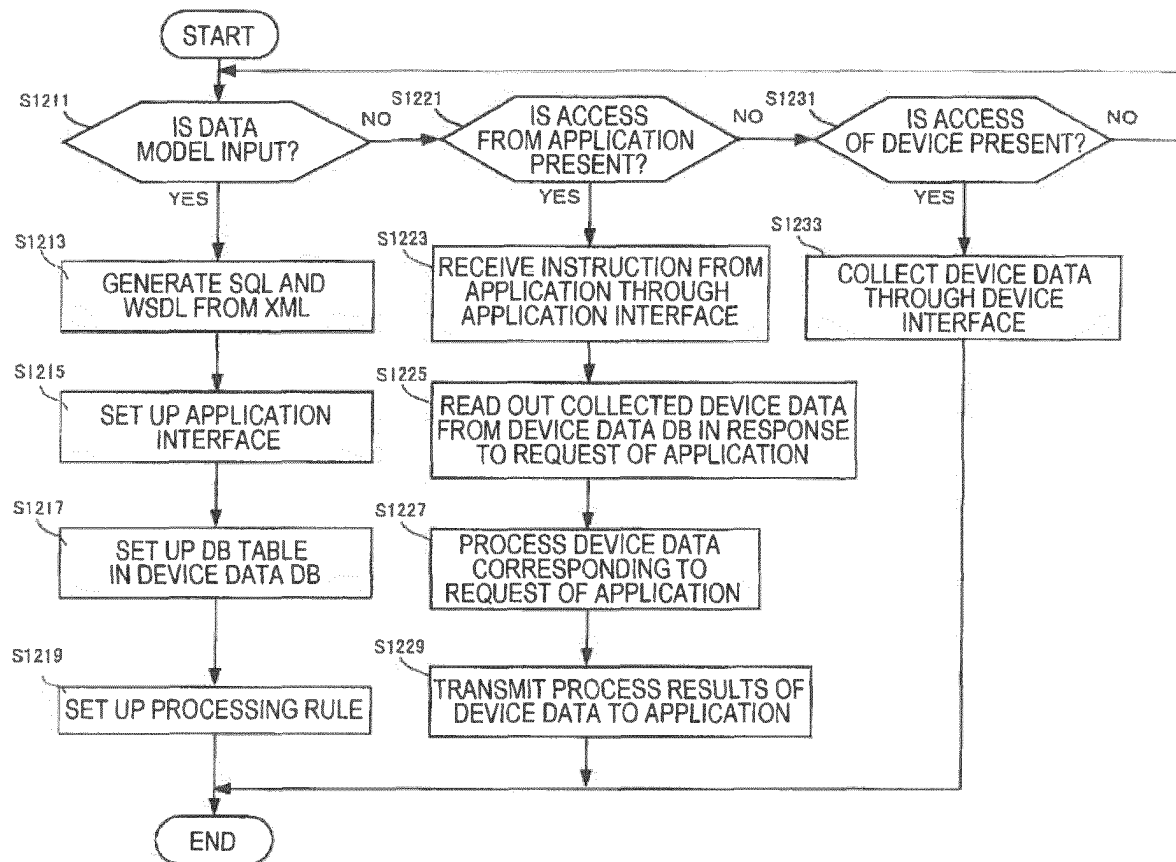 START
S1211
IS DATA
MODEL INPUT?
NO
YES
S1221
IS ACCESS
FROM APPLICATION
PRESENT?
NO
YES
S1231
IS ACCESS
OF DEVICE PRESENT?
NO
YES
S1213
GENERATE SQL AND
WSDL FROM XML
S1215
SET UP APPLICATION
INTERFACE
S1217
SET UP DB TABLE
IN DEVICE DATA DB
S1219
SET UP PROCESSING RULE
S1223
RECEIVE INSTRUCTION FROM
APPLICATION THROUGH
APPLICATION INTERFACE
S1225
READ OUT COLLECTED DEVICE DATA
FROM DEVICE DATA DB IN RESPONSE
TO REQUEST OF APPLICATION
S1227
PROCESS DEVICE DATA
CORRESPONDING TO
REQUEST OF APPLICATION
S1229
TRANSMIT PROCESS RESULTS OF
DEVICE DATA TO APPLICATION
S1233
COLLECT DEVICE DATA
THROUGH DEVICE
INTERFACE
END